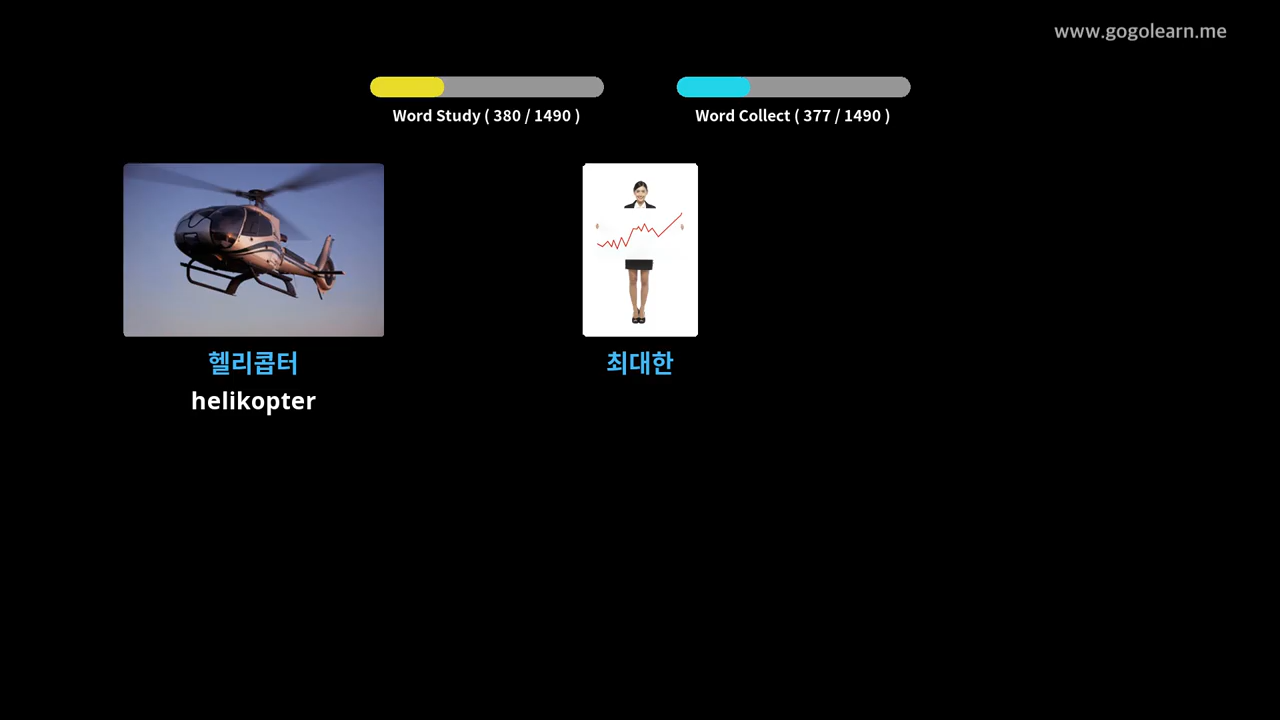 www.gogolearn.me
Word Study ( 380 / 1490 )
Word Collect ( 377 / 1490 )
헬리콥터
helikopter
최대한